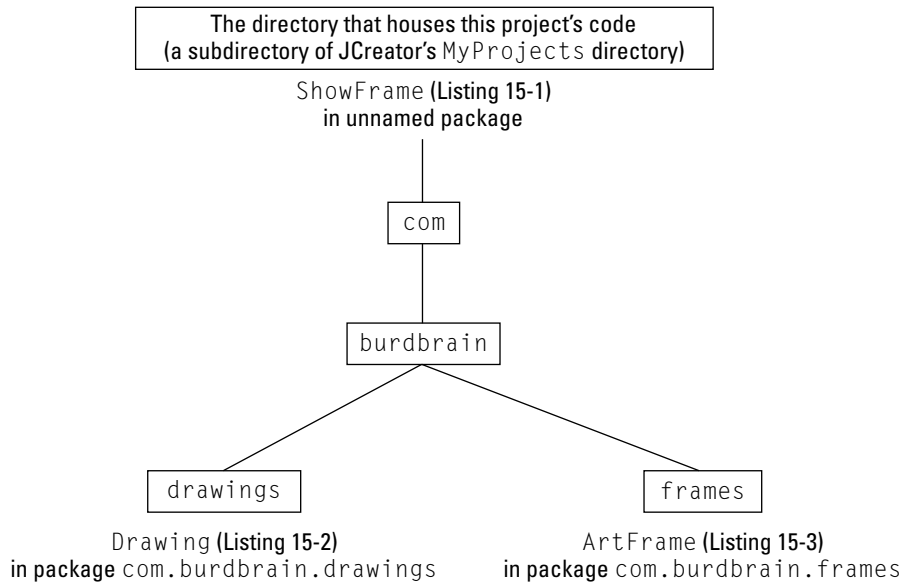 The directory that houses this project's code
(a subdirectory of JCreator's MyProjects directory)
ShowFrame (Listing 15-1)
in unnamed package
com
burdbrain
drawings
frames
Drawing (Listing 15-2)
in package com.burdbrain.drawings
ArtFrame (Listing 15-3)
in package com.burdbrain.frames